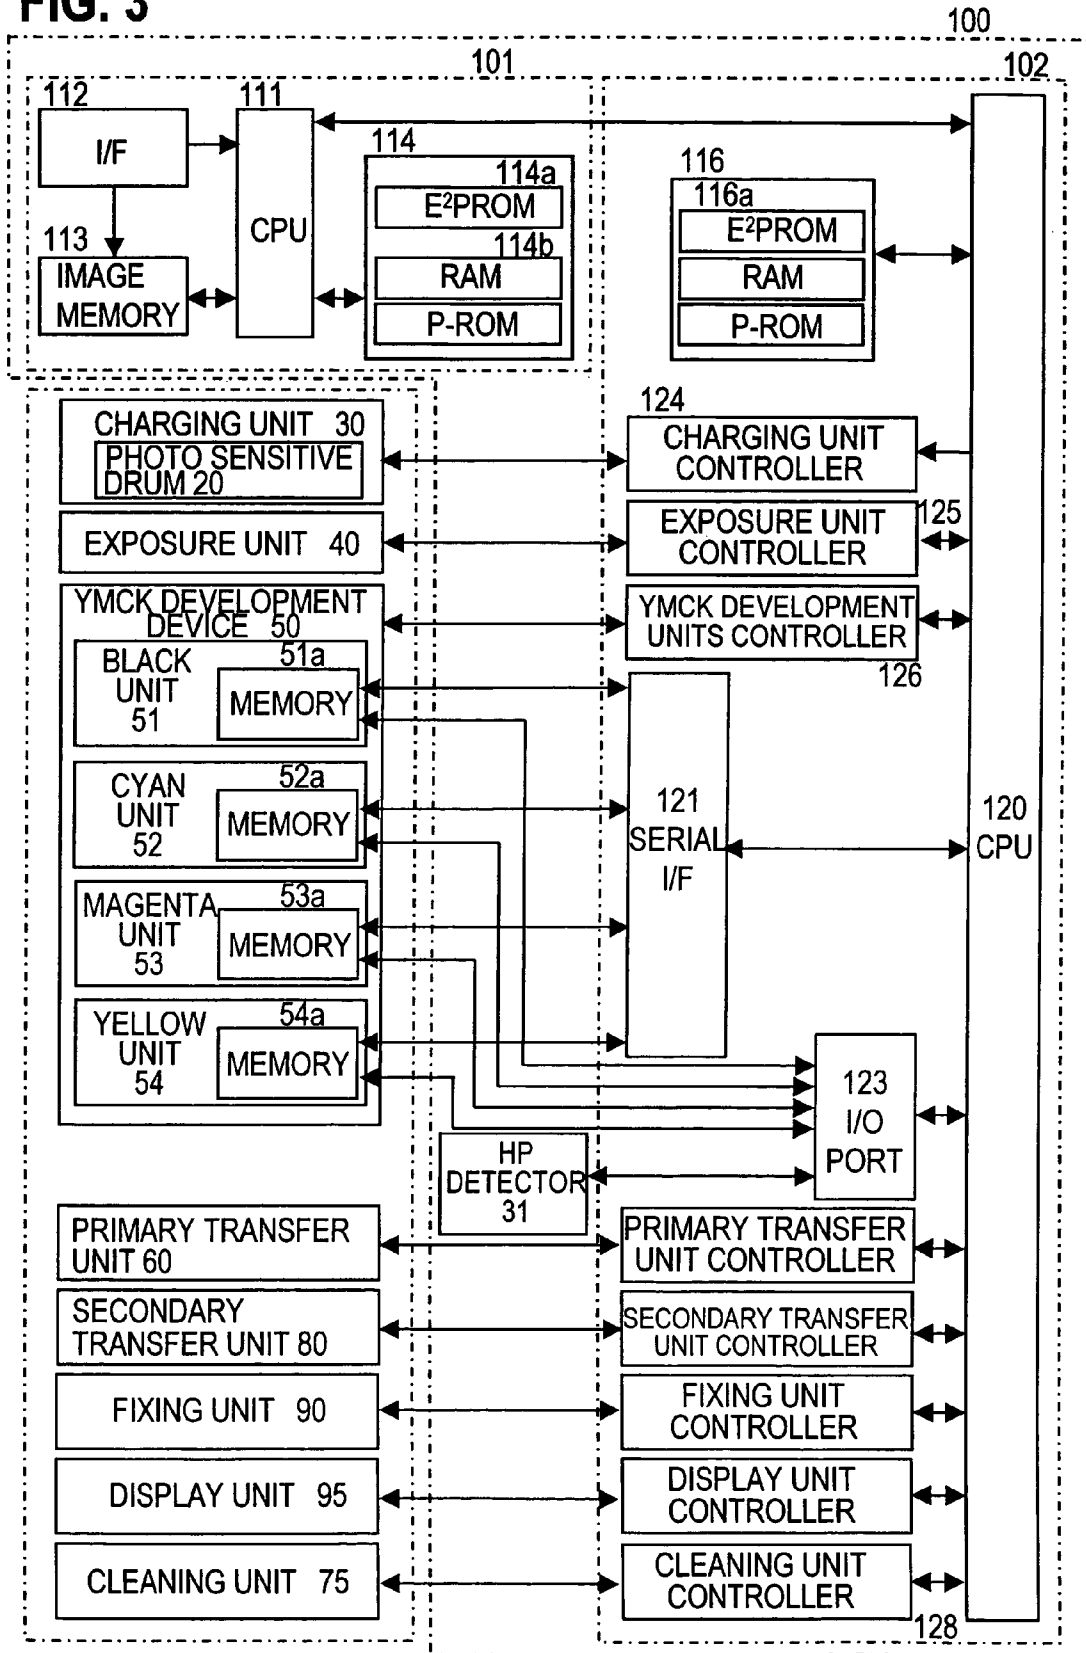 FIG. 3
100
101
102
112
111
I/F
114
114a
E²PROM
114b
RAM
P-ROM
CPU
113
IMAGE
MEMORY
116
116a
E²PROM
RAM
P-ROM
CHARGING UNIT 30
PHOTO SENSITIVE
DRUM 20
124
CHARGING UNIT
CONTROLLER
EXPOSURE UNIT 40
125
EXPOSURE UNIT
CONTROLLER
YMCK DEVELOPMENT
DEVICE 50
YMCK DEVELOPMENT
UNITS CONTROLLER
126
BLACK
UNIT
51
51a
MEMORY
CYAN
UNIT
52
52a
MEMORY
MAGENTA
UNIT
53
53a
MEMORY
YELLOW
UNIT
54
54a
MEMORY
121
SERIAL
I/F
120
CPU
123
I/O
PORT
HP
DETECTOR
31
PRIMARY TRANSFER
UNIT 60
PRIMARY TRANSFER
UNIT CONTROLLER
SECONDARY
TRANSFER UNIT 80
SECONDARY TRANSFER
UNIT CONTROLLER
FIXING UNIT 90
FIXING UNIT
CONTROLLER
DISPLAY UNIT 95
DISPLAY UNIT
CONTROLLER
CLEANING UNIT 75
CLEANING UNIT
CONTROLLER
128